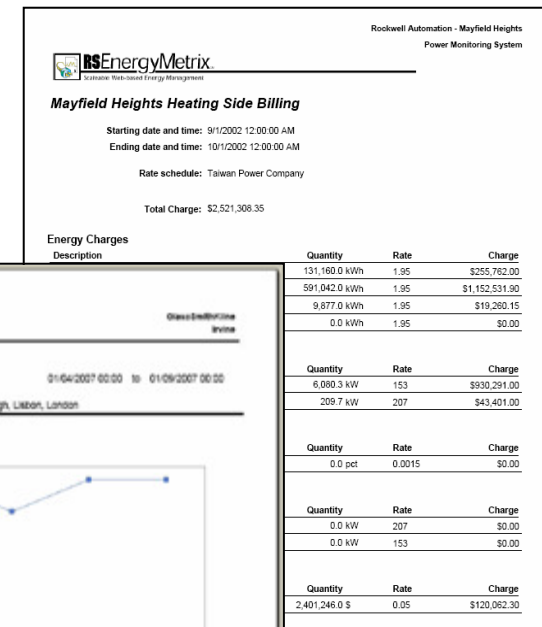 Rockwell Automation - Mayfield Heights
Power Monitoring System
RSEnergyMetrix.
Scaleable Web-based Energy Management
Mayfield Heights Heating Side Billing
Starting date and time: 9/1/2002 12:00:00 AM
Ending date and time: 10/1/2002 12:00:00 AM
Rate schedule: Taiwan Power Company
Total Charge: $2,521,308.35
Energy Charges
Description Quantity Rate Charge
131,160.0 kWh 1.95 $255,762.00
591,042.0 kWh 1.95 $1,152,531.90
9,877.0 kWh 1.95 $19,260.15
0.0 kWh 1.95 $0.00
Quantity Rate Charge
6,080.3 kW 153 $930,291.00
209.7 kW 207 $43,401.00
Quantity Rate Charge
0.0 pct 0.0015 $0.00
Quantity Rate Charge
0.0 kW 207 $0.00
0.0 kW 153 $0.00
Quantity Rate Charge
2,401,246.0 $ 0.05 $120,062.30
GlaxoSmithKline
Irvine
01/04/2007 00:00 to 01/09/2007 00:00
gh, Lisbon, London